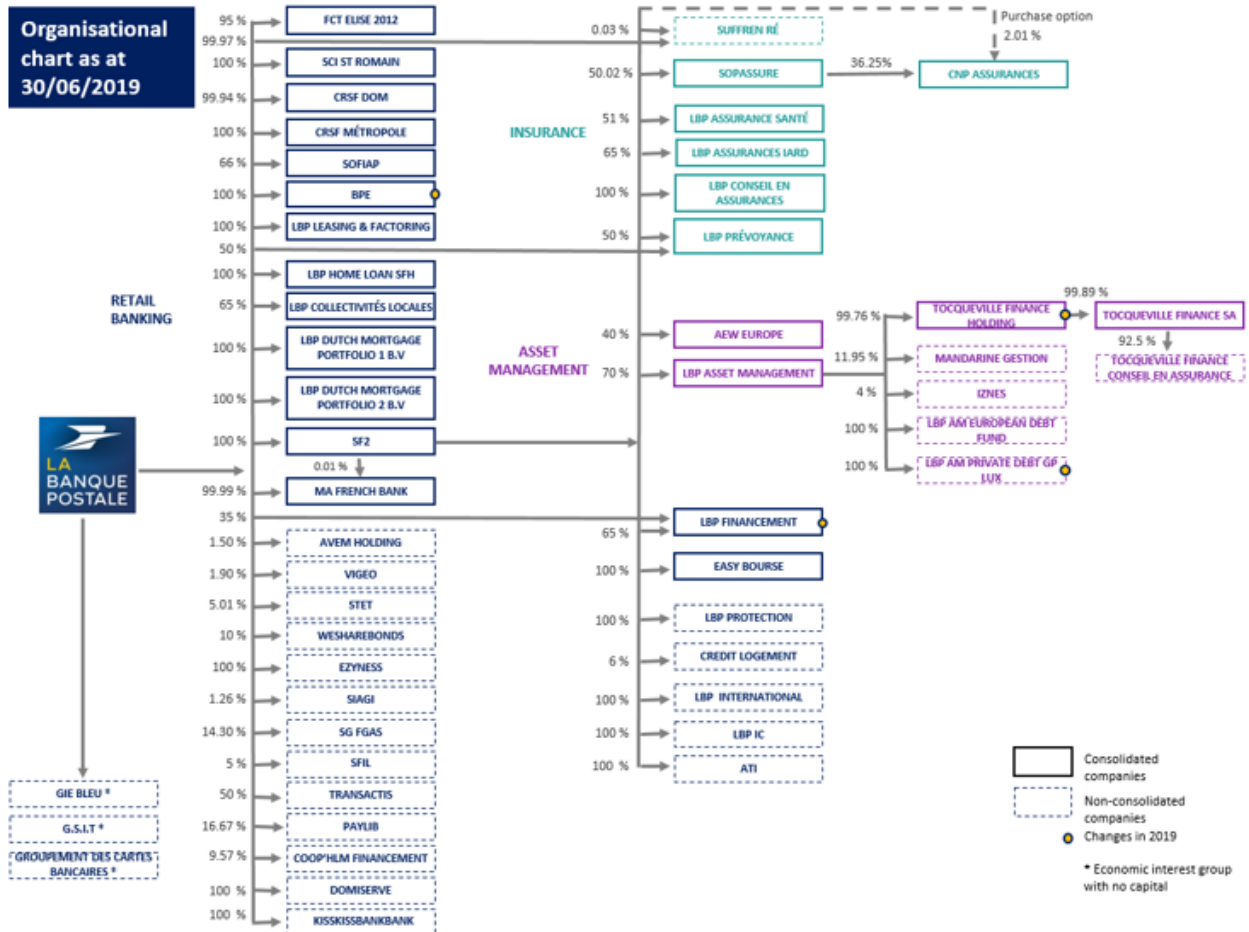 Organisational
chart as at
30/06/2019
95 %
FCT ELISE 2012
99.97 %
100 %
SCI ST ROMAIN
99.94 %
CRSF DOM
100 %
CRSF MÉTROPOLE
66 %
SOFIAP
100 %
BPE
100 %
LBP LEASING & FACTORING
50 %
RETAIL
BANKING
100 %
LBP HOME LOAN SFH
65 %
LBP COLLECTIVITÉS LOCALES
100 %
LBP DUTCH MORTGAGE
PORTFOLIO 1 B.V
100 %
LBP DUTCH MORTGAGE
PORTFOLIO 2 B.V
100 %
SF2
0.01 %
99.99 %
MA FRENCH BANK
35 %
1.50 %
AVEM HOLDING
1.90 %
VIGEO
5.01 %
STET
10 %
WESHAREBONDS
100 %
EZYNESS
1.26 %
SIAGI
14.30 %
SG FGAS
5 %
SFIL
50 %
TRANSACTIS
16.67 %
PAYLIB
9.57 %
COOP'HLM FINANCEMENT
100 %
DOMISERVE
100 %
KISSKISSBANKBANK
LA
BANQUE
POSTALE
GIE BLEU *
G.S.I.T *
GROUPEMENT DES CARTES
BANCAIRES *
INSURANCE
0.03 %
SUFFREN RÉ
Purchase option
2.01 %
50.02 %
SOPASSURE
36.25%
CNP ASSURANCES
51 %
LBP ASSURANCE SANTÉ
65 %
LBP ASSURANCES IARD
100 %
LBP CONSEIL EN
ASSURANCES
50 %
LBP PRÉVOYANCE
ASSET
MANAGEMENT
40 %
AEW EUROPE
70 %
LBP ASSET MANAGEMENT
99.76 %
TOCQUEVILLE FINANCE
HOLDING
99.89 %
TOCQUEVILLE FINANCE SA
92.5 %
TOCQUEVILLE FINANCE
CONSEIL EN ASSURANCE
11.95 %
MANDARINE GESTION
4 %
IZNES
100 %
LBP AM EUROPEAN DEBT
FUND
100 %
LBP AM PRIVATE DEBT GP
LUX
LBP FINANCEMENT
65 %
100 %
EASY BOURSE
100 %
LBP PROTECTION
6 %
CREDIT LOGEMENT
100 %
LBP INTERNATIONAL
100 %
LBP IC
100 %
ATI
Consolidated
companies
Non-consolidated
companies
Changes in 2019
* Economic interest group
with no capital